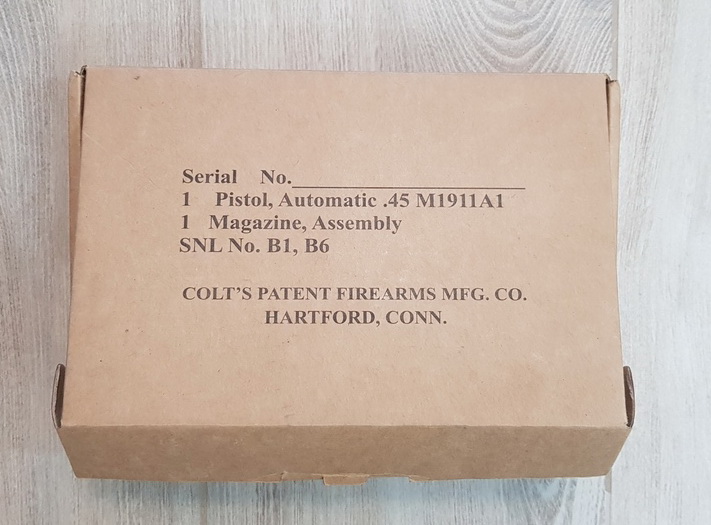 Serial No.____________________
1 Pistol, Automatic .45 M1911A1
1 Magazine, Assembly
SNL No. B1, B6
COLT'S PATENT FIREARMS MFG. CO.
HARTFORD, CONN.